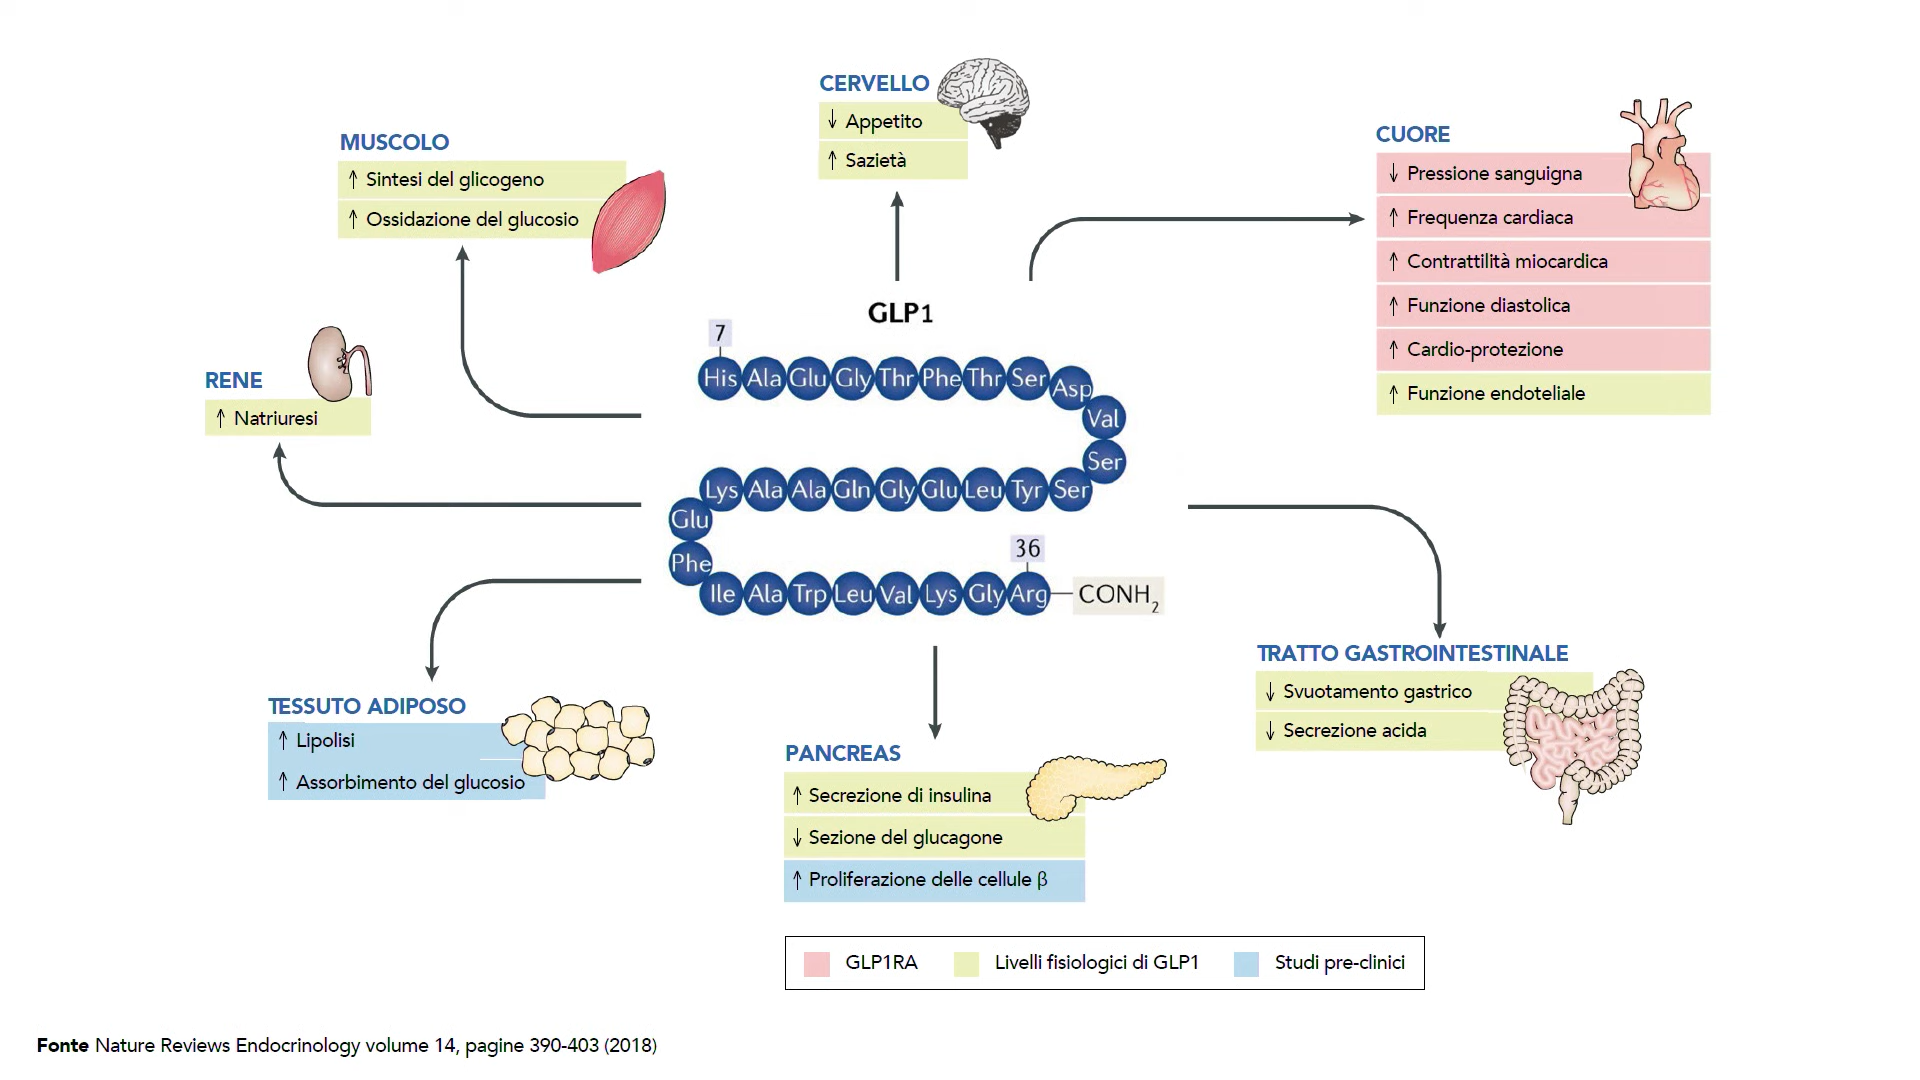 CERVELLO
↓ Appetito
↑ Sazietà
MUSCOLO
↑ Sintesi del glicogeno
↑ Ossidazione del glucosio
CUORE
↓ Pressione sanguigna
↑ Frequenza cardiaca
↑ Contrattilità miocardica
↑ Funzione diastolica
↑ Cardio-protezione
↑ Funzione endoteliale
RENE
↑ Natriuresi
GLP1
7
His Ala Glu Gly Thr Phe Thr Ser Asp
Val
Ser
Lys Ala Ala Gln Gly Glu Leu Tyr Ser
Glu
Phe
36
Ile Ala Trp Leu Val Lys Gly Arg CONH₂
TESSUTO ADIPOSO
↑ Lipolisi
↑ Assorbimento del glucosio
PANCREAS
↑ Secrezione di insulina
↓ Sezione del glucagone
↑ Proliferazione delle cellule β
TRATTO GASTROINTESTINALE
↓ Svuotamento gastrico
↓ Secrezione acida
GLP1RA Livelli fisiologici di GLP1 Studi pre-clinici
Fonte Nature Reviews Endocrinology volume 14, pagine 390-403 (2018)